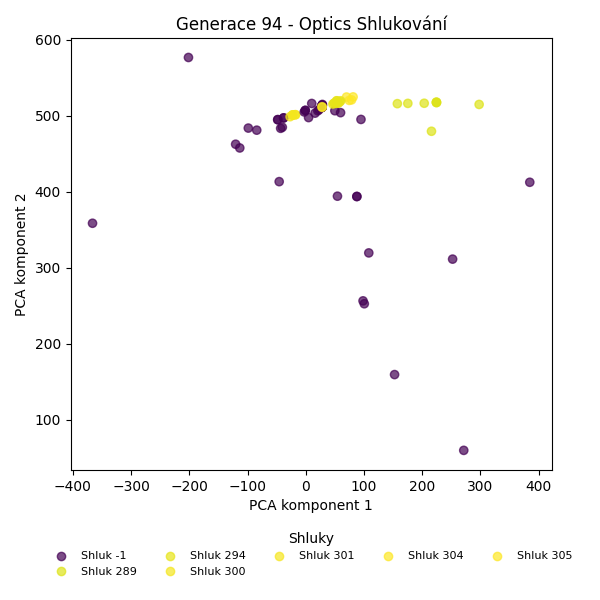 Generace 94 - Optics Shlukování
600
500
400
300
200
100
PCA komponent 2
−400 −300 −200 −100 0 100 200 300 400
PCA komponent 1
Shluky
Shluk -1 Shluk 294 Shluk 301 Shluk 304 Shluk 305
Shluk 289 Shluk 300